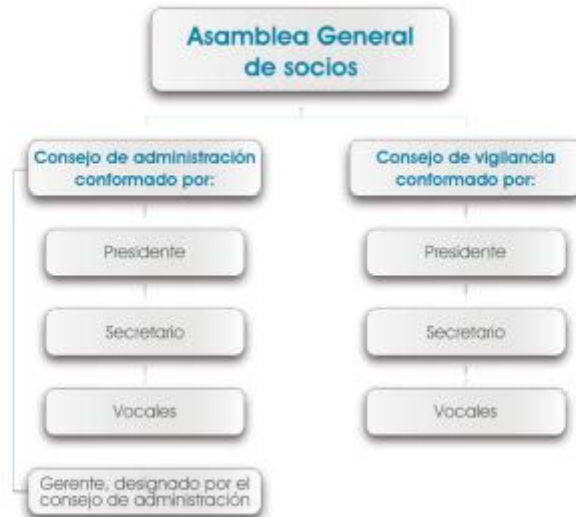 Asamblea General
de socios
Consejo de administración
conformado por:
Presidente
Secretario
Vocales
Gerente, designado por el
consejo de administración
Consejo de vigilancia
conformado por:
Presidente
Secretario
Vocales